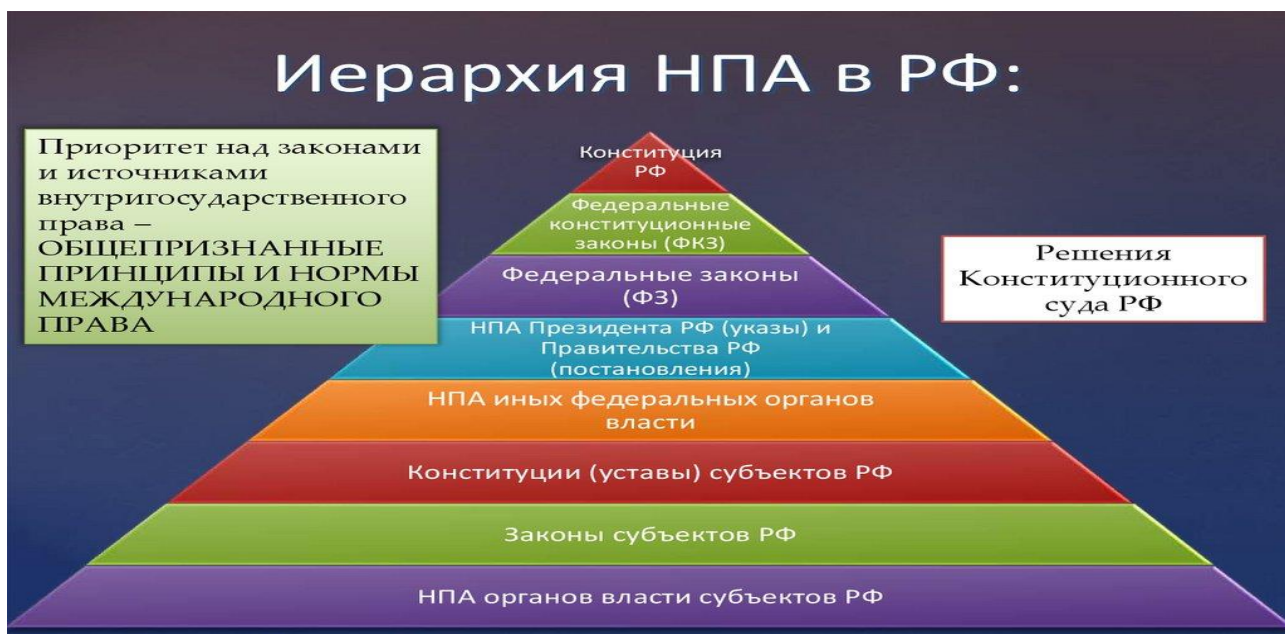 Иерархия НПА в РФ:
Приоритет над законами
и источниками
внутригосударственного
права –
ОБЩЕПРИЗНАННЫЕ
ПРИНЦИПЫ И НОРМЫ
МЕЖДУНАРОДНОГО
ПРАВА
Конституция
РФ
Федеральные
конституционные
законы (ФКЗ)
Федеральные законы
(ФЗ)
НПА Президента РФ (указы) и
Правительства РФ
(постановления)
НПА иных федеральных органов
власти
Конституции (уставы) субъектов РФ
Законы субъектов РФ
НПА органов власти субъектов РФ
Решения
Конституционного
суда РФ